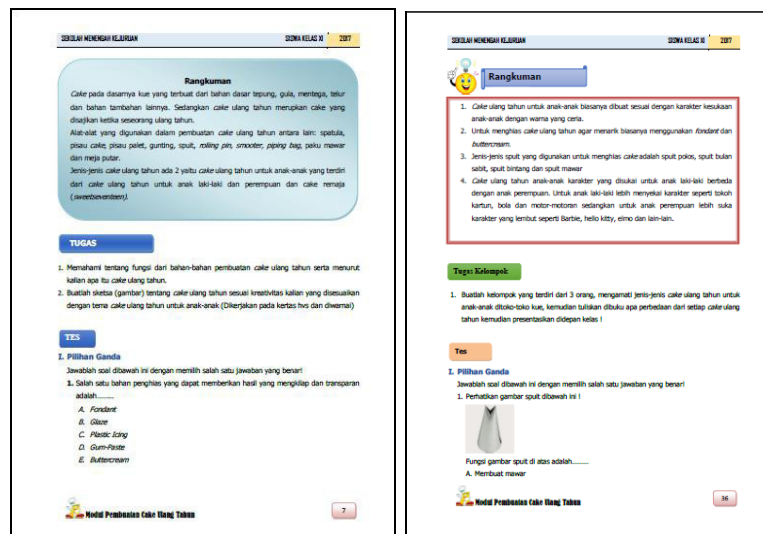 SEKOLAH MENENGAH KEJURUAN SISWA KELAS XI 2017
Rangkuman
Cake pada dasarnya kue yang terbuat dari bahan dasar tepung, gula, mentega, telur
dan bahan tambahan lainnya. Sedangkan cake ulang tahun merupkan cake yang
disajikan ketika seseorang ulang tahun.
Alat-alat yang digunakan dalam pembuatan cake ulang tahun antara lain: spatula,
pisau cake, pisau palet, gunting, spuit, rolling pin, smooter, piping bag, paku mawar
dan meja putar.
Jenis-jenis cake ulang tahun ada 2 yaitu cake ulang tahun untuk anak-anak yang terdiri
dari cake ulang tahun untuk anak laki-laki dan perempuan dan cake remaja
(sweetseventeen).
TUGAS
1. Memahami tentang fungsi dari bahan-bahan pembuatan cake ulang tahun serta menurut
kalian apa itu cake ulang tahun.
2. Buatlah sketsa (gambar) tentang cake ulang tahun sesuai kreativitas kalian yang disesuaikan
dengan tema cake ulang tahun untuk anak-anak (Dikerjakan pada kertas hvs dan diwarnai)
TES
I. Pilihan Ganda
Jawablah soal dibawah ini dengan memilih salah satu jawaban yang benar!
1. Salah satu bahan penghias yang dapat memberikan hasil yang mengkilap dan transparan
adalah.........
A. Fondant
B. Glaze
C. Plastic Icing
D. Gum-Paste
E. Buttercream
Modul Pembuatan Cake Ulang Tahun 7
SEKOLAH MENENGAH KEJURUAN SISWA KELAS XI 2017
Rangkuman
1. Cake ulang tahun untuk anak-anak biasanya dibuat sesuai dengan karakter kesukaan
anak-anak dengan warna yang ceria.
2. Untuk menghias cake ulang tahun agar menarik biasanya menggunakan fondant dan
buttercream.
3. Jenis-jenis spuit yang digunakan untuk menghias cake adalah spuit polos, spuit bulan
sabit, spuit bintang dan spuit mawar
4. Cake ulang tahun anak-anak karakter yang disukai untuk anak laki-laki berbeda
dengan anak perempuan. Untuk anak laki-laki lebih menyekai karakter seperti tokoh
kartun, bola dan motor-motoran sedangkan untuk anak perempuan lebih suka
karakter yang lembut seperti Barbie, hello kitty, elmo dan lain-lain.
Tugas Kelompok
1. Buatlah kelompok yang terdiri dari 3 orang, mengamati jenis-jenis cake ulang tahun untuk
anak-anak ditoko-toko kue, kemudian tuliskan dibuku apa perbedaan dari setiap cake ulang
tahun kemudian presentasikan didepan kelas !
Tes
I. Pilihan Ganda
Jawablah soal dibawah ini dengan memilih salah satu jawaban yang benar!
1. Perhatikan gambar spuit dibawah ini !
Fungsi gambar spuit di atas adalah.........
A. Membuat mawar
Modul Pembuatan Cake Ulang Tahun 36